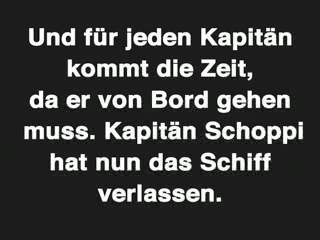 Und für jeden Kapitän
kommt die Zeit,
da er von Bord gehen
muss. Kapitän Schoppi
hat nun das Schiff
verlassen.